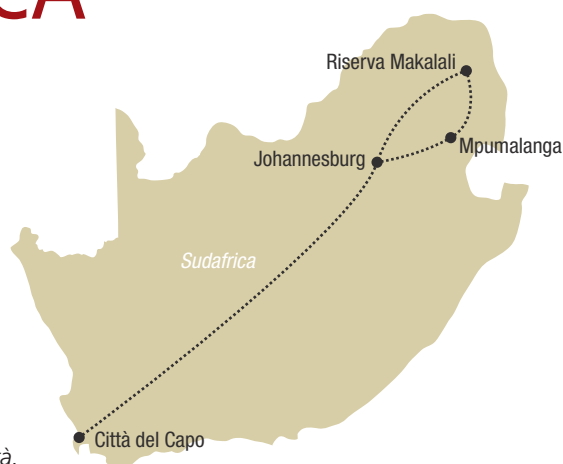 CA
Riserva Makalali
Mpumalanga
Johannesburg
Sudafrica
Città del Capo